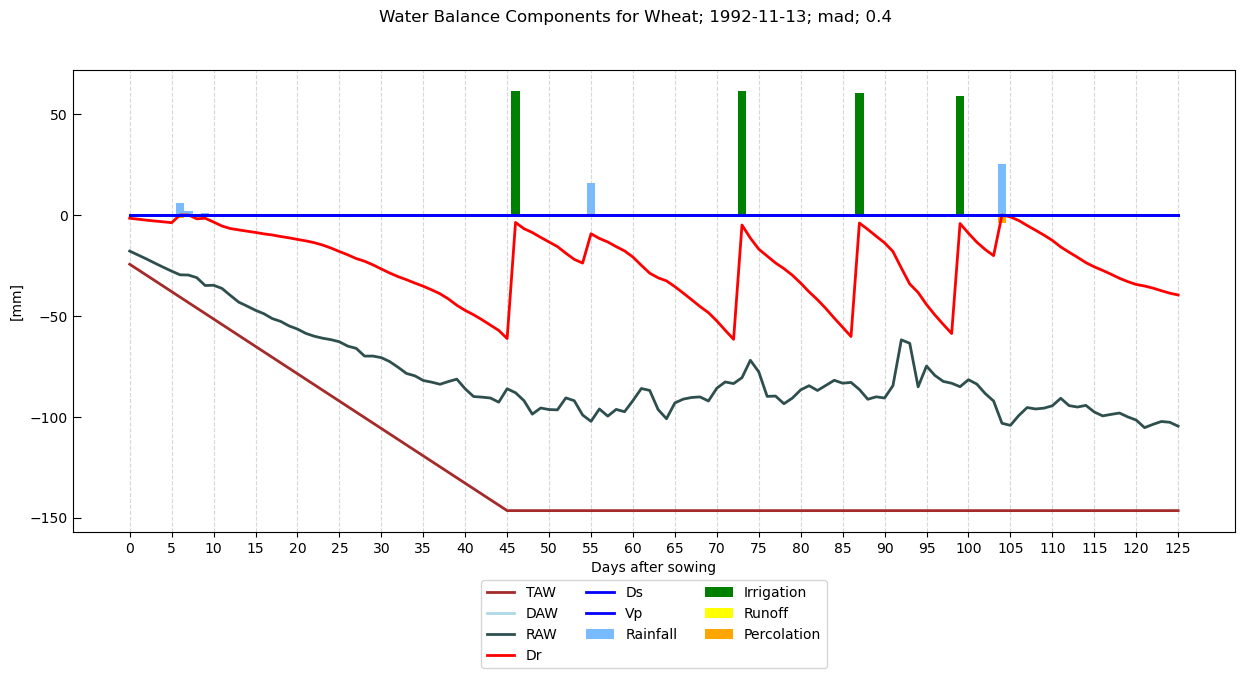 Water Balance Components for Wheat; 1992-11-13; mad; 0.4
50
0
−50
−100
−150
[mm]
0 5 10 15 20 25 30 35 40 45 50 55 60 65 70 75 80 85 90 95 100 105 110 115 120 125
Days after sowing
TAW Ds Irrigation
DAW Vp Runoff
RAW Rainfall Percolation
Dr